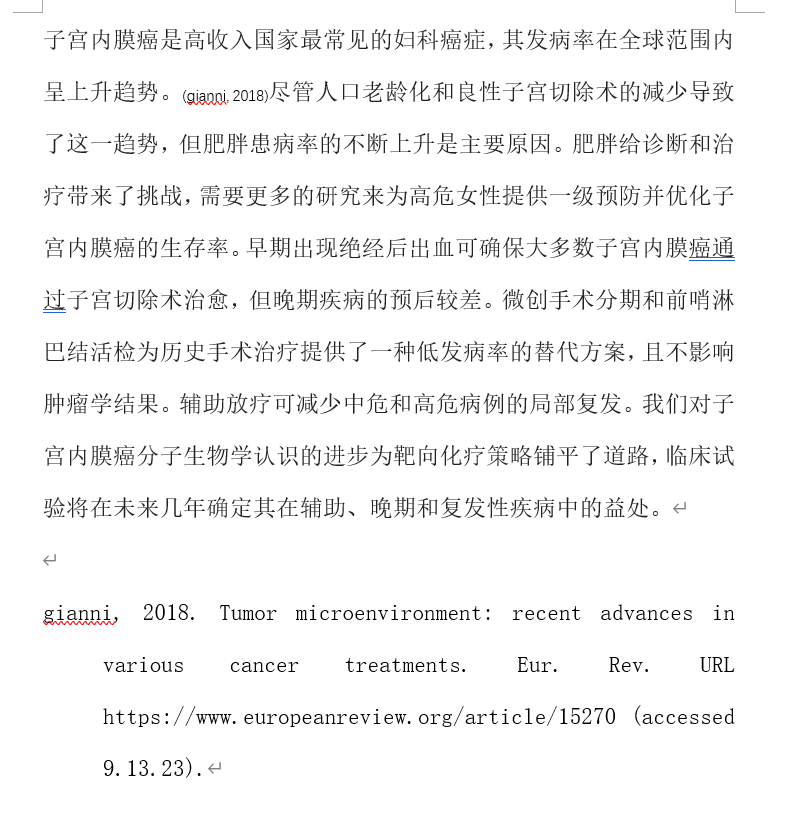 子宫内膜癌是高收入国家最常见的妇科癌症，其发病率在全球范围内
呈上升趋势。(gianni, 2018)尽管人口老龄化和良性子宫切除术的减少导致
了这一趋势，但肥胖患病率的不断上升是主要原因。肥胖给诊断和治
疗带来了挑战，需要更多的研究来为高危女性提供一级预防并优化子
宫内膜癌的生存率。早期出现绝经后出血可确保大多数子宫内膜癌通
过子宫切除术治愈，但晚期疾病的预后较差。微创手术分期和前哨淋
巴结活检为历史手术治疗提供了一种低发病率的替代方案，且不影响
肿瘤学结果。辅助放疗可减少中危和高危病例的局部复发。我们对子
宫内膜癌分子生物学认识的进步为靶向化疗策略铺平了道路，临床试
验将在未来几年确定其在辅助、晚期和复发性疾病中的益处。
gianni, 2018. Tumor microenvironment: recent advances in
various cancer treatments. Eur. Rev. URL
https://www.europeanreview.org/article/15270 (accessed
9.13.23).